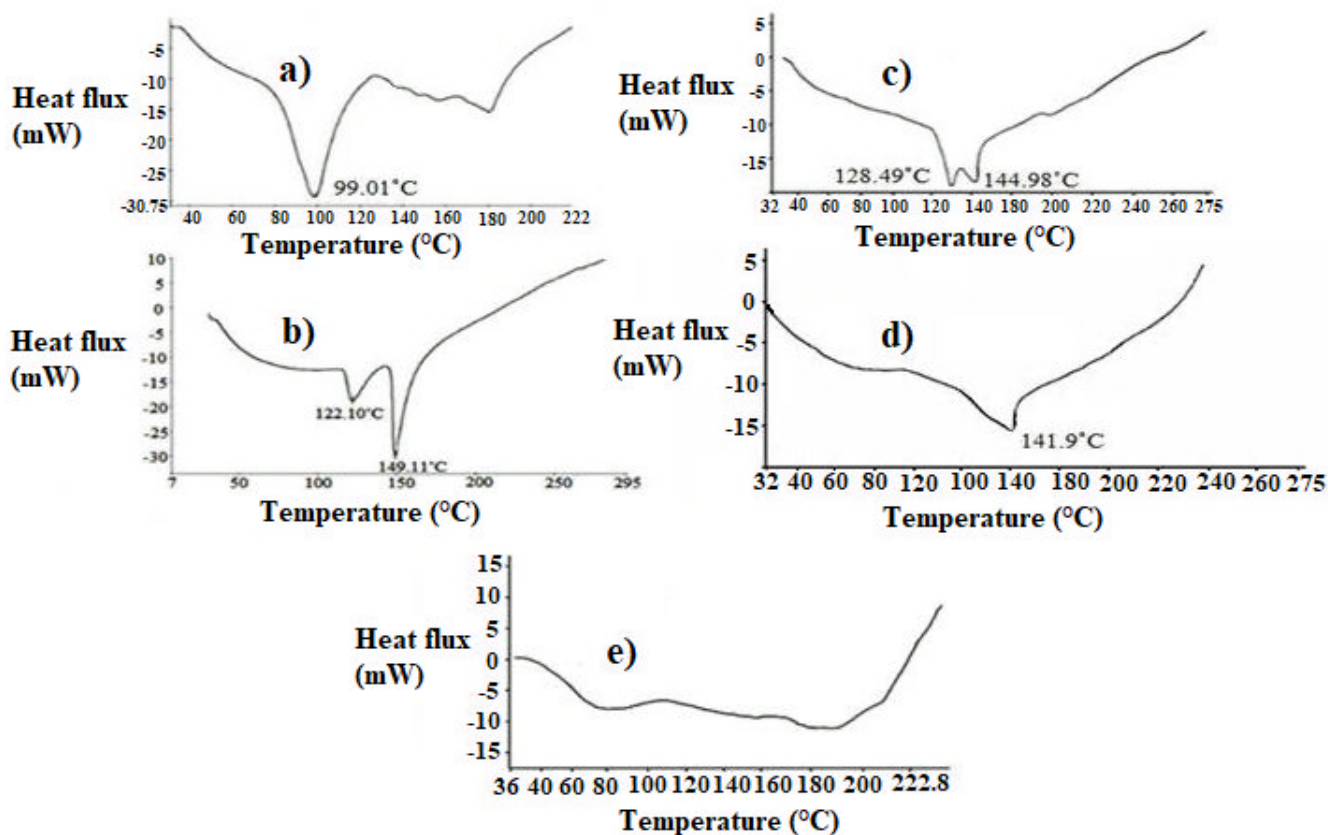 a)
Heat flux
(mW)
-5
-10
-15
-20
-25
-30.75
99.01°C
40 60 80 100 120 140 160 180 200 222
Temperature (°C)
c)
Heat flux
(mW)
5
0
-5
-10
-15
128.49°C 144.98°C
32 40 60 80 100 120 140 160 180 200 220 240 260 275
Temperature (°C)
b)
Heat flux
(mW)
10
5
0
-5
-10
-15
-20
-25
-30
122.10°C
149.11°C
7 50 100 150 200 250 295
Temperature (°C)
d)
Heat flux
(mW)
5
0
-5
-10
-15
141.9°C
32 40 60 80 120 100 140 160 180 200 220 240 260 275
Temperature (°C)
e)
Heat flux
(mW)
15
10
5
0
-5
-10
-15
36 40 60 80 100 120 140 160 180 200 222.8
Temperature (°C)